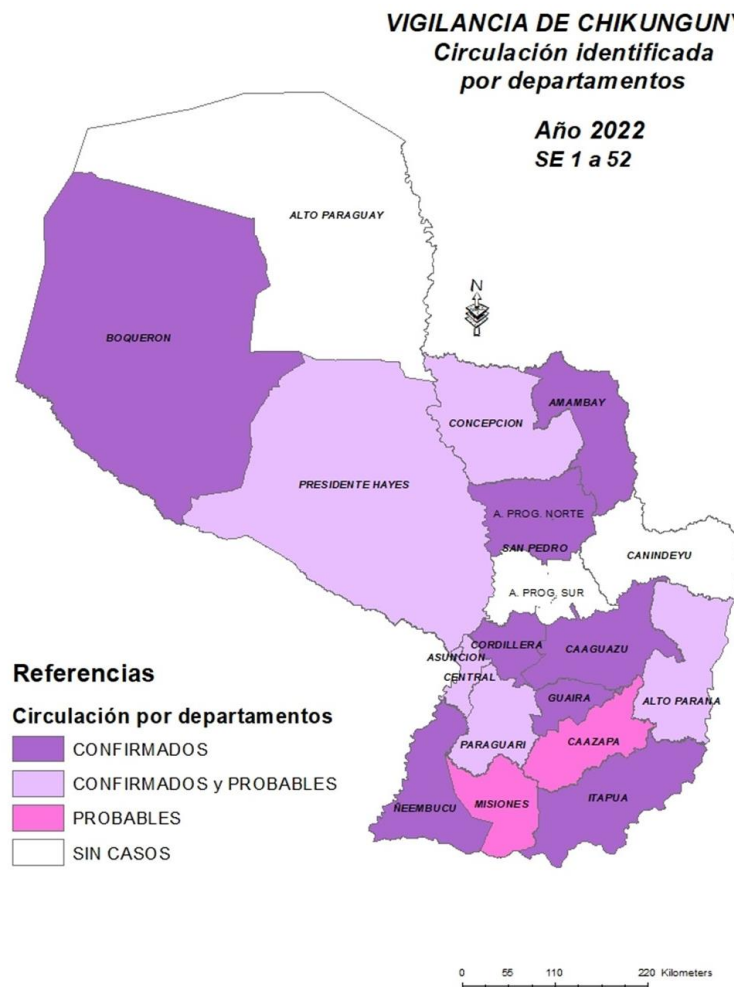 VIGILANCIA DE CHIKUNGUNY
Circulación identificada
por departamentos
Año 2022
SE 1 a 52
ALTO PARAGUAY
N
BOQUERON
AMAMBAY
CONCEPCION
PRESIDENTE HAYES
A. PROG. NORTE
SAN PEDRO
CANINDEYU
A. PROG. SUR
CORDILLERA
CAAGUAZU
ASUNCION
CENTRAL
GUAIRA
ALTO PARANA
PARAGUARI
CAAZAPA
ÑEEMBUCU
MISIONES
ITAPUA
Referencias
Circulación por departamentos
CONFIRMADOS
CONFIRMADOS y PROBABLES
PROBABLES
SIN CASOS
0 55 110 220 Kilometers